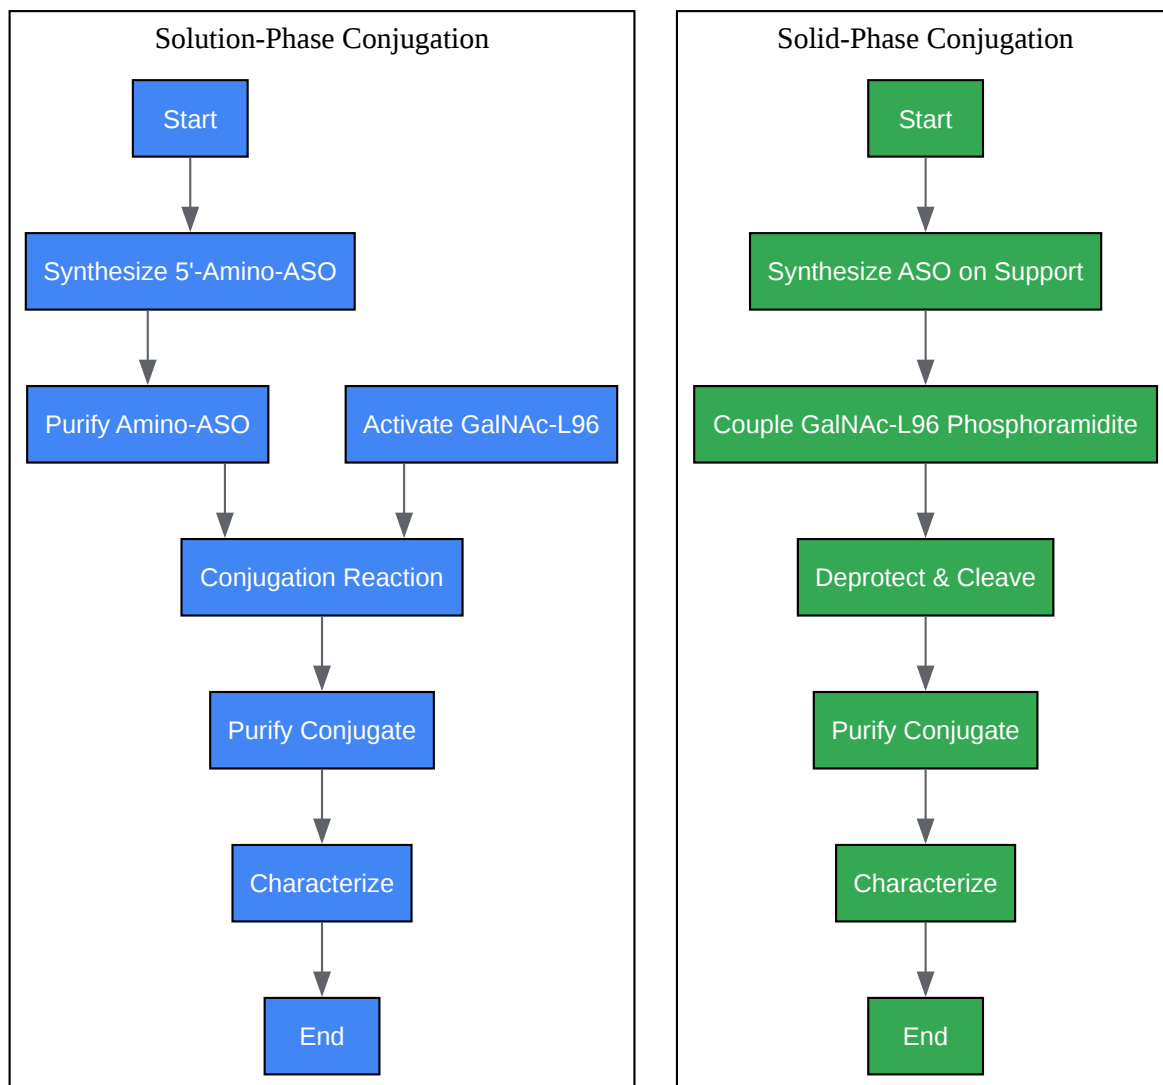 Solution-Phase Conjugation
Start
Synthesize 5'-Amino-ASO
Purify Amino-ASO
Activate GalNAc-L96
Conjugation Reaction
Purify Conjugate
Characterize
End
Solid-Phase Conjugation
Start
Synthesize ASO on Support
Couple GalNAc-L96 Phosphoramidite
Deprotect & Cleave
Purify Conjugate
Characterize
End